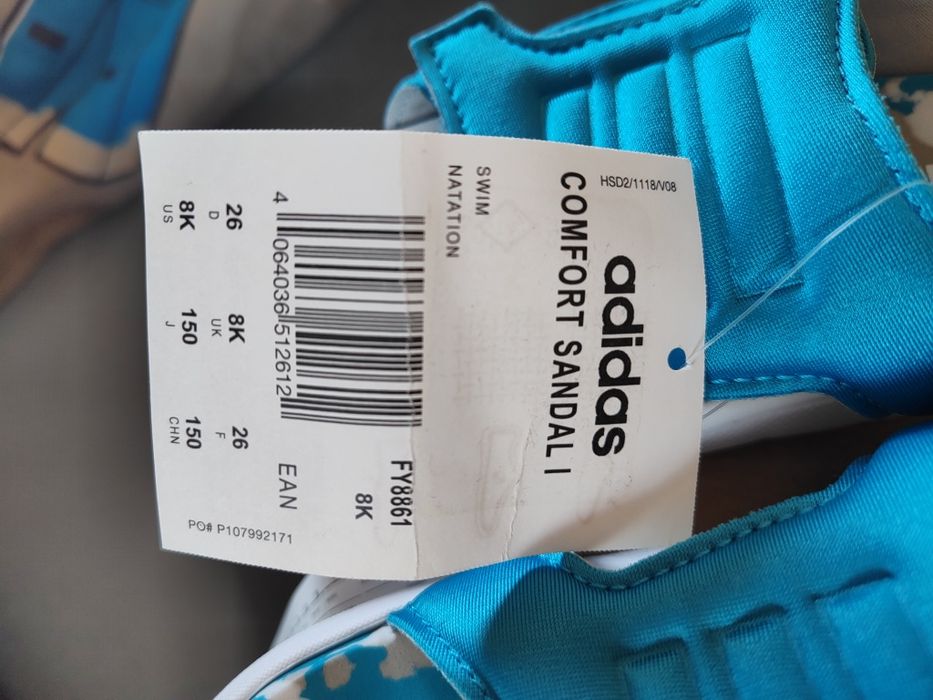 HSD2/1118/V08
adidas
COMFORT SANDAL I
SWIM
NATATION
FY8861
8K
4 064036 512612
EAN
26 8K 26
D UK F
8K 150 150
US J CHN
PO# P107992171